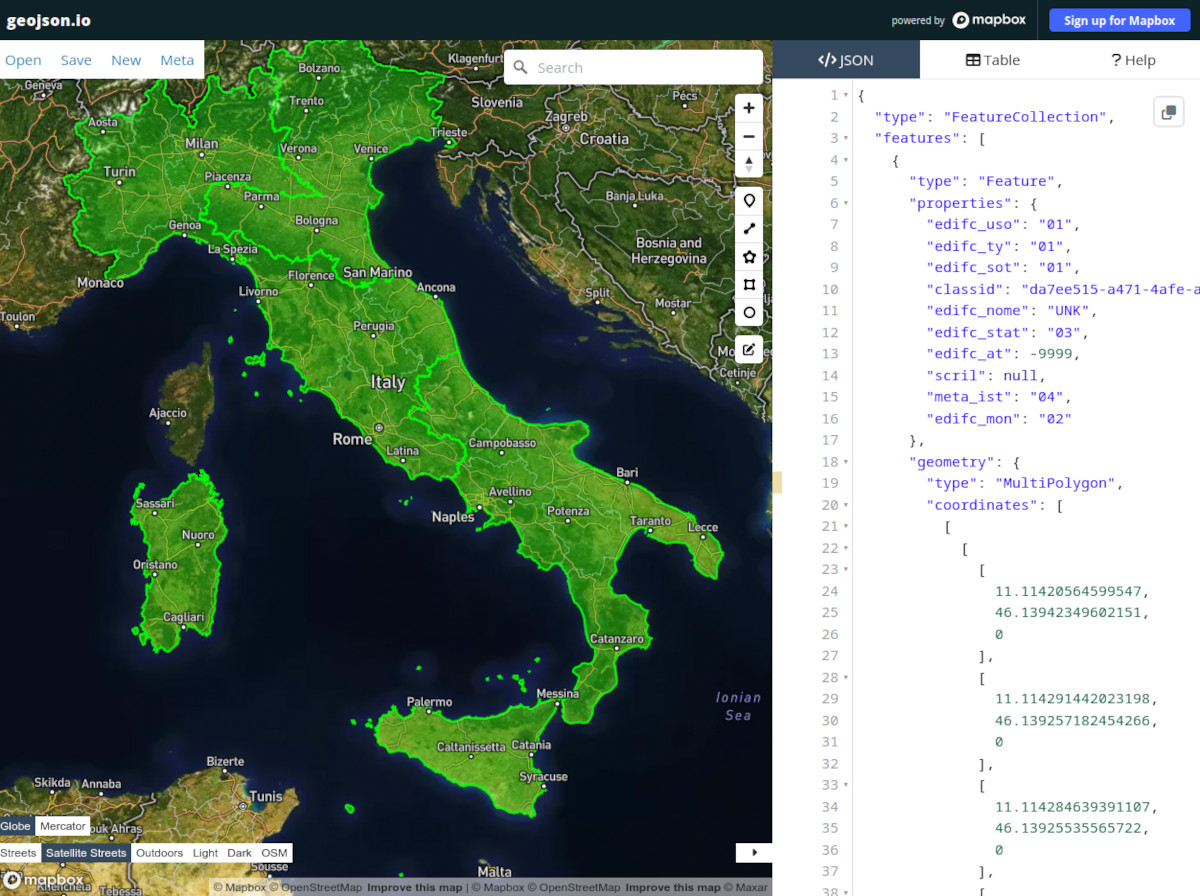 geojson.io
powered by mapbox
Sign up for Mapbox
Open Save New Meta
Search
</> JSON
Table
? Help
Geneva
Aosta
Turin
Milan
Piacenza
Parma
Genoa
La Spezia
Monaco
Toulon
Bolzano
Trento
Verona
Venice
Bologna
Florence
San Marino
Livorno
Ancona
Perugia
Italy
Klagenfurt
Slovenia
Trieste
Zagreb
Croatia
Pécs
Banja Luka
Bosnia and
Herzegovina
Split
Mostar
Cetinje
Ajaccio
Rome
Latina
Campobasso
Bari
Avellino
Naples
Potenza
Taranto
Lecce
Sassari
Nuoro
Oristano
Cagliari
Catanzaro
Messina
Palermo
Caltanissetta
Catania
Syracuse
Ionian
Sea
Bizerte
Tunis
Skikda
Annaba
Sousse
Tebessa
Malta
Globe Mercator
Streets Satellite Streets Outdoors Light Dark OSM
mapbox
© Mapbox © OpenStreetMap Improve this map | © Mapbox © OpenStreetMap Improve this map © Maxar
1 {
2 "type": "FeatureCollection",
3 "features": [
4 {
5 "type": "Feature",
6 "properties": {
7 "edifc_uso": "01",
8 "edifc_ty": "01",
9 "edifc_sot": "01",
10 "classid": "da7ee515-a471-4afe-a
11 "edifc_nome": "UNK",
12 "edifc_stat": "03",
13 "edifc_at": -9999,
14 "scril": null,
15 "meta_ist": "04",
16 "edifc_mon": "02"
17 },
18 "geometry": {
19 "type": "MultiPolygon",
20 "coordinates": [
21 [
22 [
23 [
24 11.11420564599547,
25 46.13942349602151,
26 0
27 ],
28 [
29 11.114291442023198,
30 46.139257182454266,
31 0
32 ],
33 [
34 11.114284639391107,
35 46.13925535565722,
36 0
37 ],
38 [